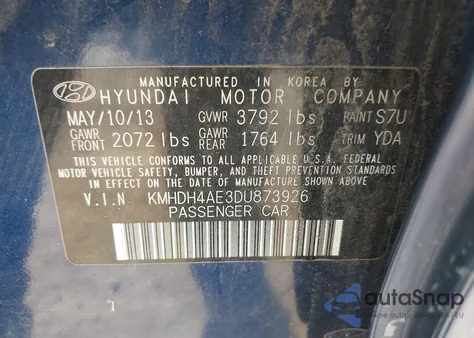 MANUFACTURED IN KOREA BY
HYUNDAI MOTOR COMPANY
MAY/10/13 GVWR 3792 lbs PAINT S7U
GAWR FRONT 2072 lbs GAWR REAR 1764 lbs TRIM YDA
THIS VEHICLE CONFORMS TO ALL APPLICABLE U.S.A. FEDERAL
MOTOR VEHICLE SAFETY, BUMPER, AND THEFT PREVENTION
STANDARDS IN EFFECT ON THE DATE OF MANUFACTURE SHOWN ABOVE.
V.I.N KMHDH4AE3DU873926
PASSENGER CAR
autoSnap